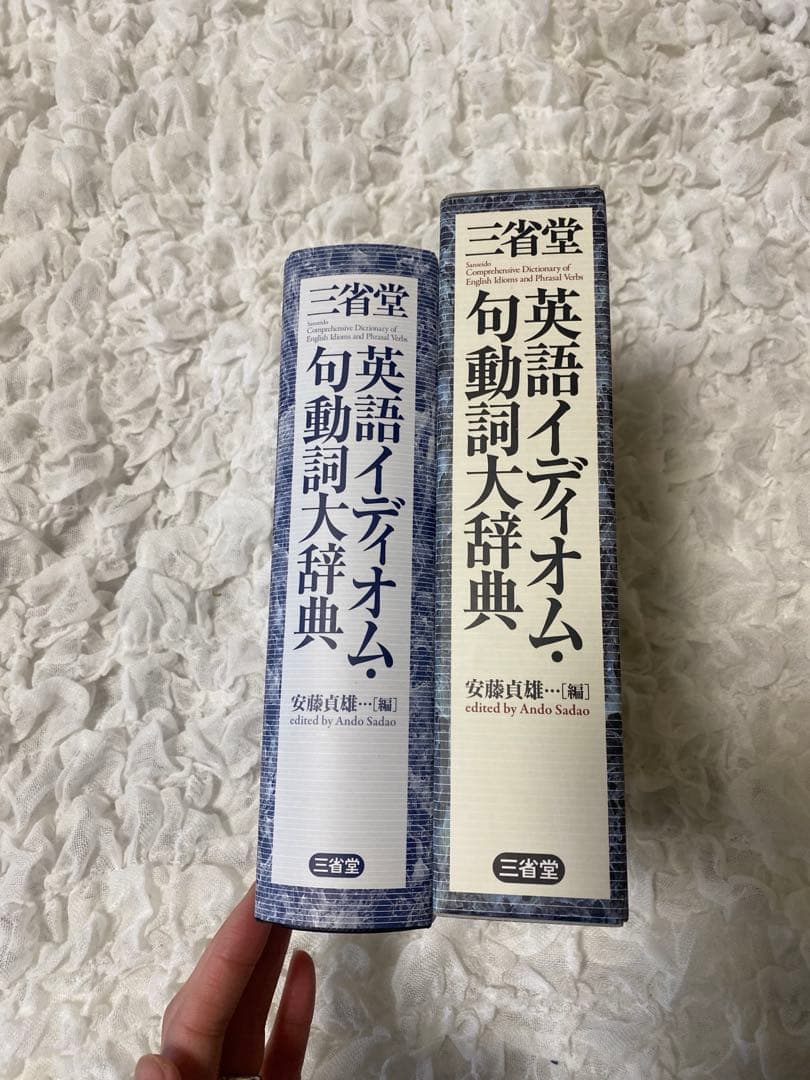 三省堂
Sanseido
Comprehensive Dictionary of
English Idioms and Phrasal Verbs
英語イディオム・
句動詞大辞典
安藤貞雄…[編]
edited by Ando Sadao
三省堂
三省堂
Sanseido
Comprehensive Dictionary of
English Idioms and Phrasal Verbs
英語イディオム・
句動詞大辞典
安藤貞雄…[編]
edited by Ando Sadao
三省堂